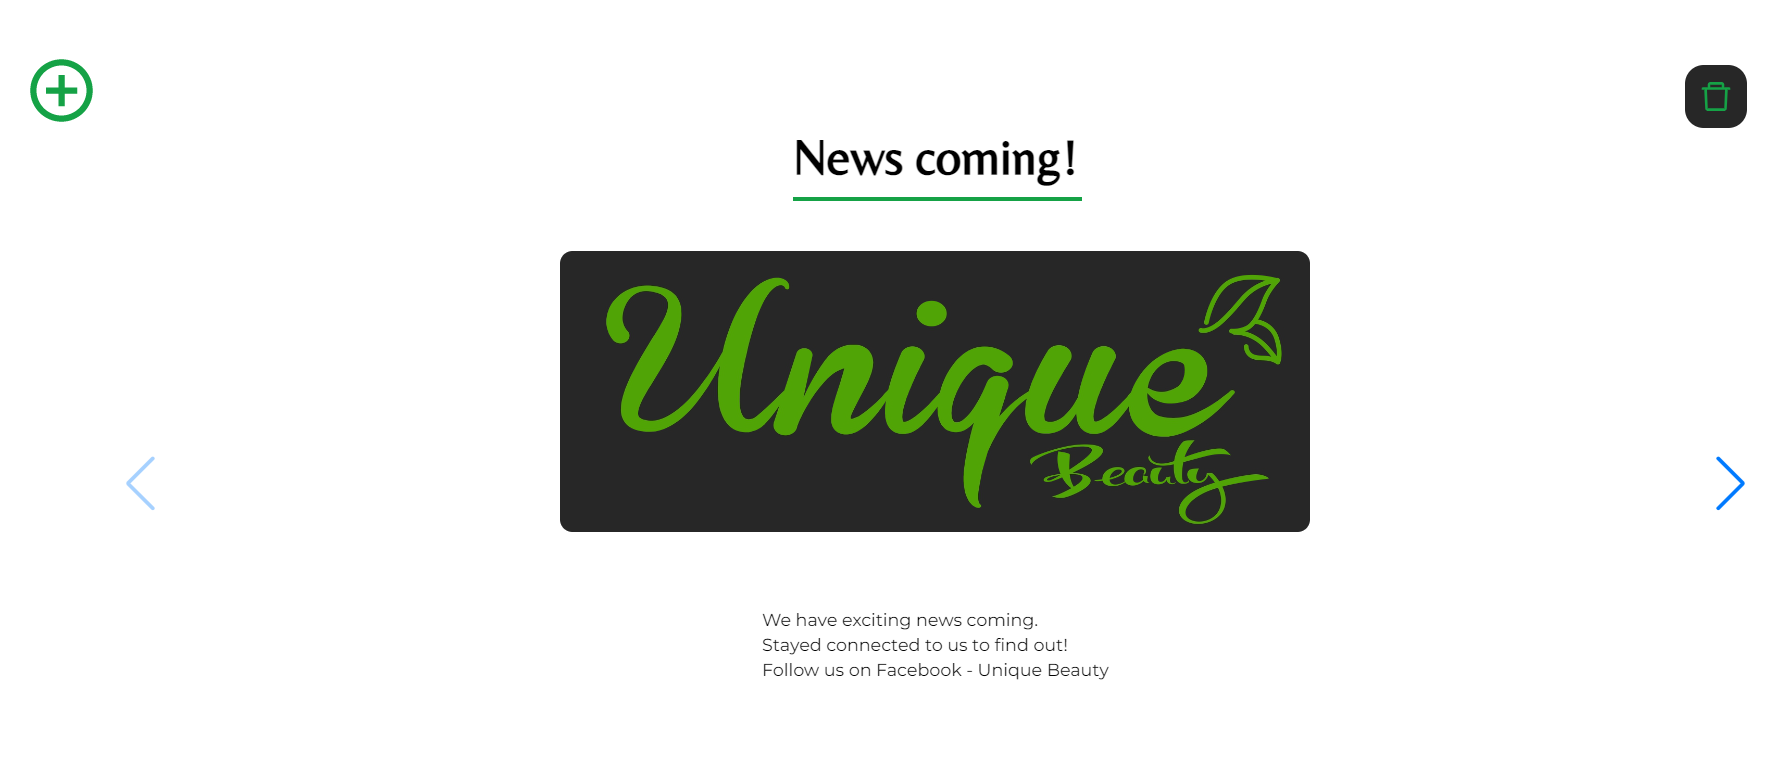 News coming!
Unique
Beauty
We have exciting news coming.
Stayed connected to us to find out!
Follow us on Facebook - Unique Beauty